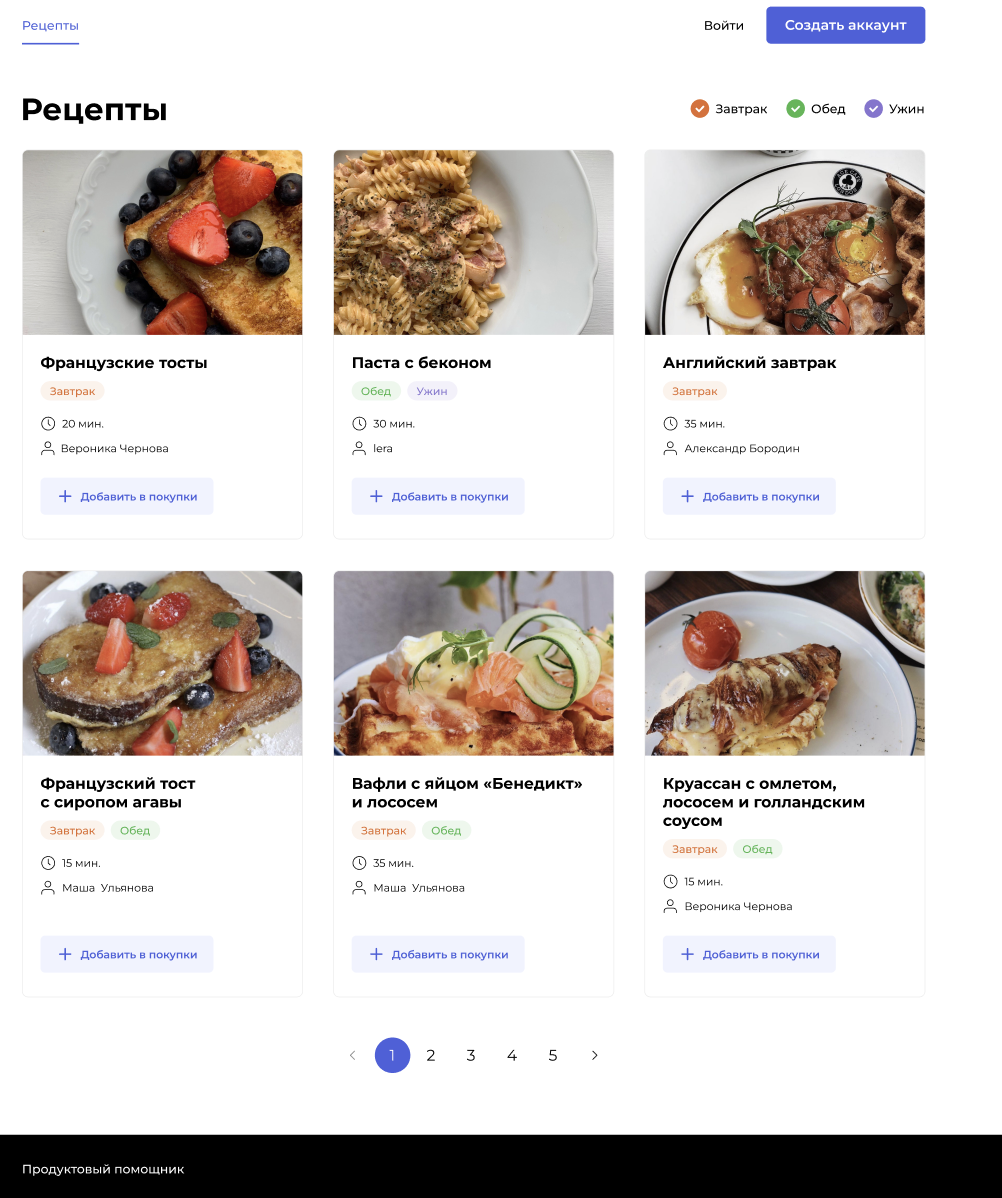 Рецепты
Войти
Создать аккаунт
Рецепты
Завтрак
Обед
Ужин
Французские тосты
Завтрак
20 мин.
Вероника Чернова
Добавить в покупки
Паста с беконом
Обед
Ужин
30 мин.
lera
Добавить в покупки
Английский завтрак
Завтрак
35 мин.
Александр Бородин
Добавить в покупки
Французский тост
с сиропом агавы
Завтрак
Обед
15 мин.
Маша Ульянова
Добавить в покупки
Вафли с яйцом «Бенедикт»
и лососем
Завтрак
Обед
35 мин.
Маша Ульянова
Добавить в покупки
Круассан с омлетом,
лососем и голландским
соусом
Завтрак
Обед
15 мин.
Вероника Чернова
Добавить в покупки
1 2 3 4 5
Продуктовый помощник